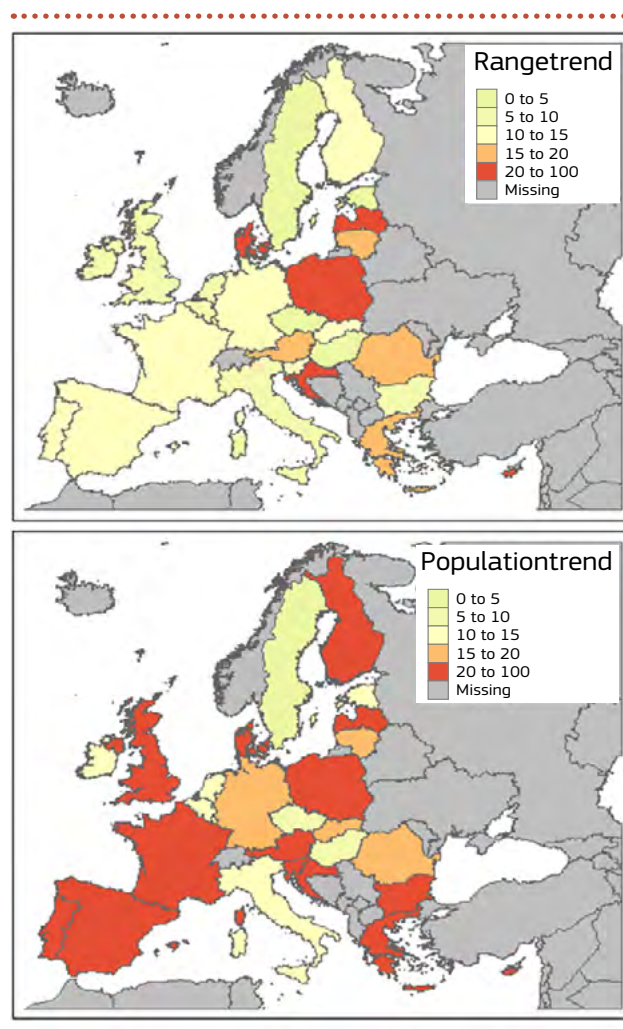 Rangetrend
0 to 5
5 to 10
10 to 15
15 to 20
20 to 100
Missing
Populationtrend
0 to 5
5 to 10
10 to 15
15 to 20
20 to 100
Missing